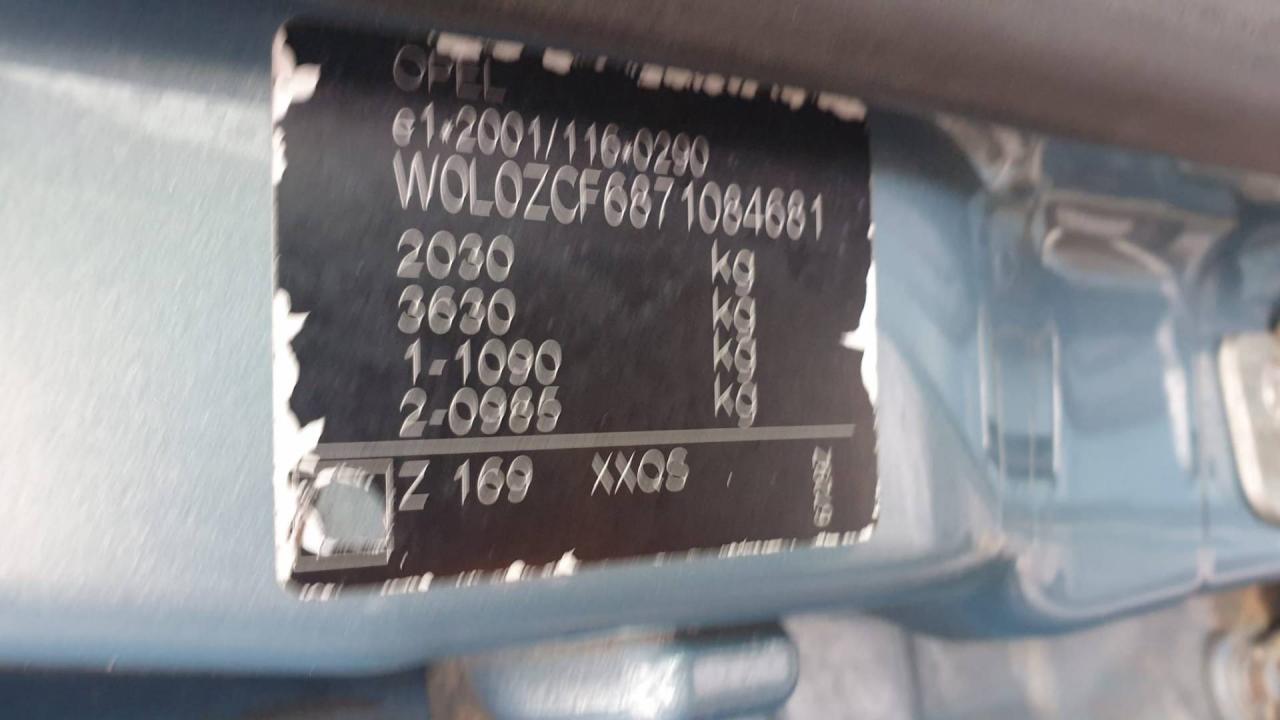 OPEL
e1*2001/116*0290
W0L0ZCF6871084681
2030 kg
3630 kg
1-1090 kg
2-0985 kg
Z 169 XXQS